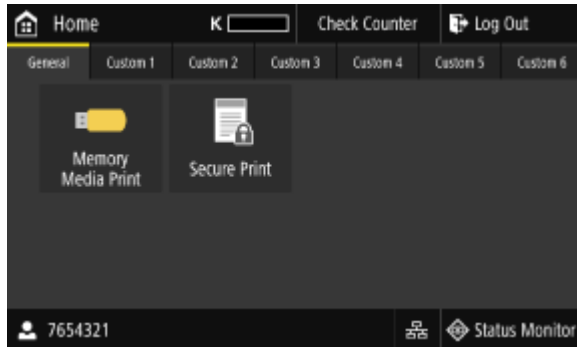 Home K Check Counter Log Out
General Custom 1 Custom 2 Custom 3 Custom 4 Custom 5 Custom 6
Memory
Media Print
Secure Print
7654321 Status Monitor